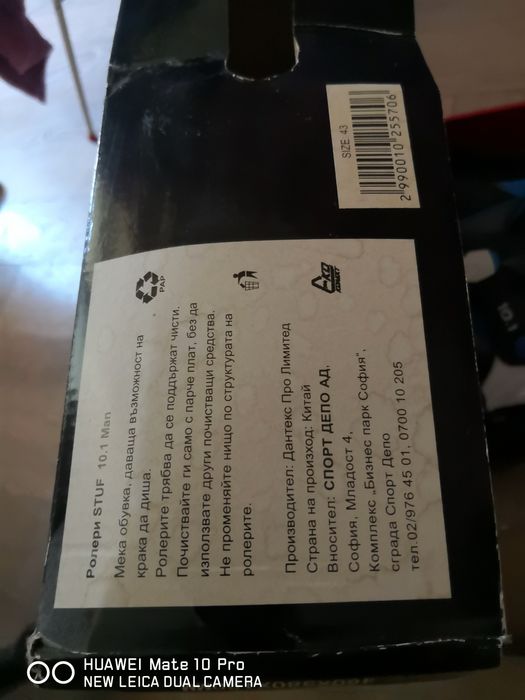 SIZE 43
2 990010 255706
Ролери STUF 10.1 Man
Мека обувка, даваща възможност на
крака да диша.
Ролерите трябва да се поддържат чисти.
Почиствайте ги само с парче плат, без да
използвате други почистващи средства.
Не променяйте нищо по структурата на
ролерите.
PAP
Производител: Дантекс Про Лимитед
Страна на произход: Китай
Вносител: СПОРТ ДЕПО АД,
София, Младост 4,
Комплекс „Бизнес парк София",
сграда Спорт Депо
тел.02/976 45 01, 0700 10 205
HUAWEI Mate 10 Pro
NEW LEICA DUAL CAMERA